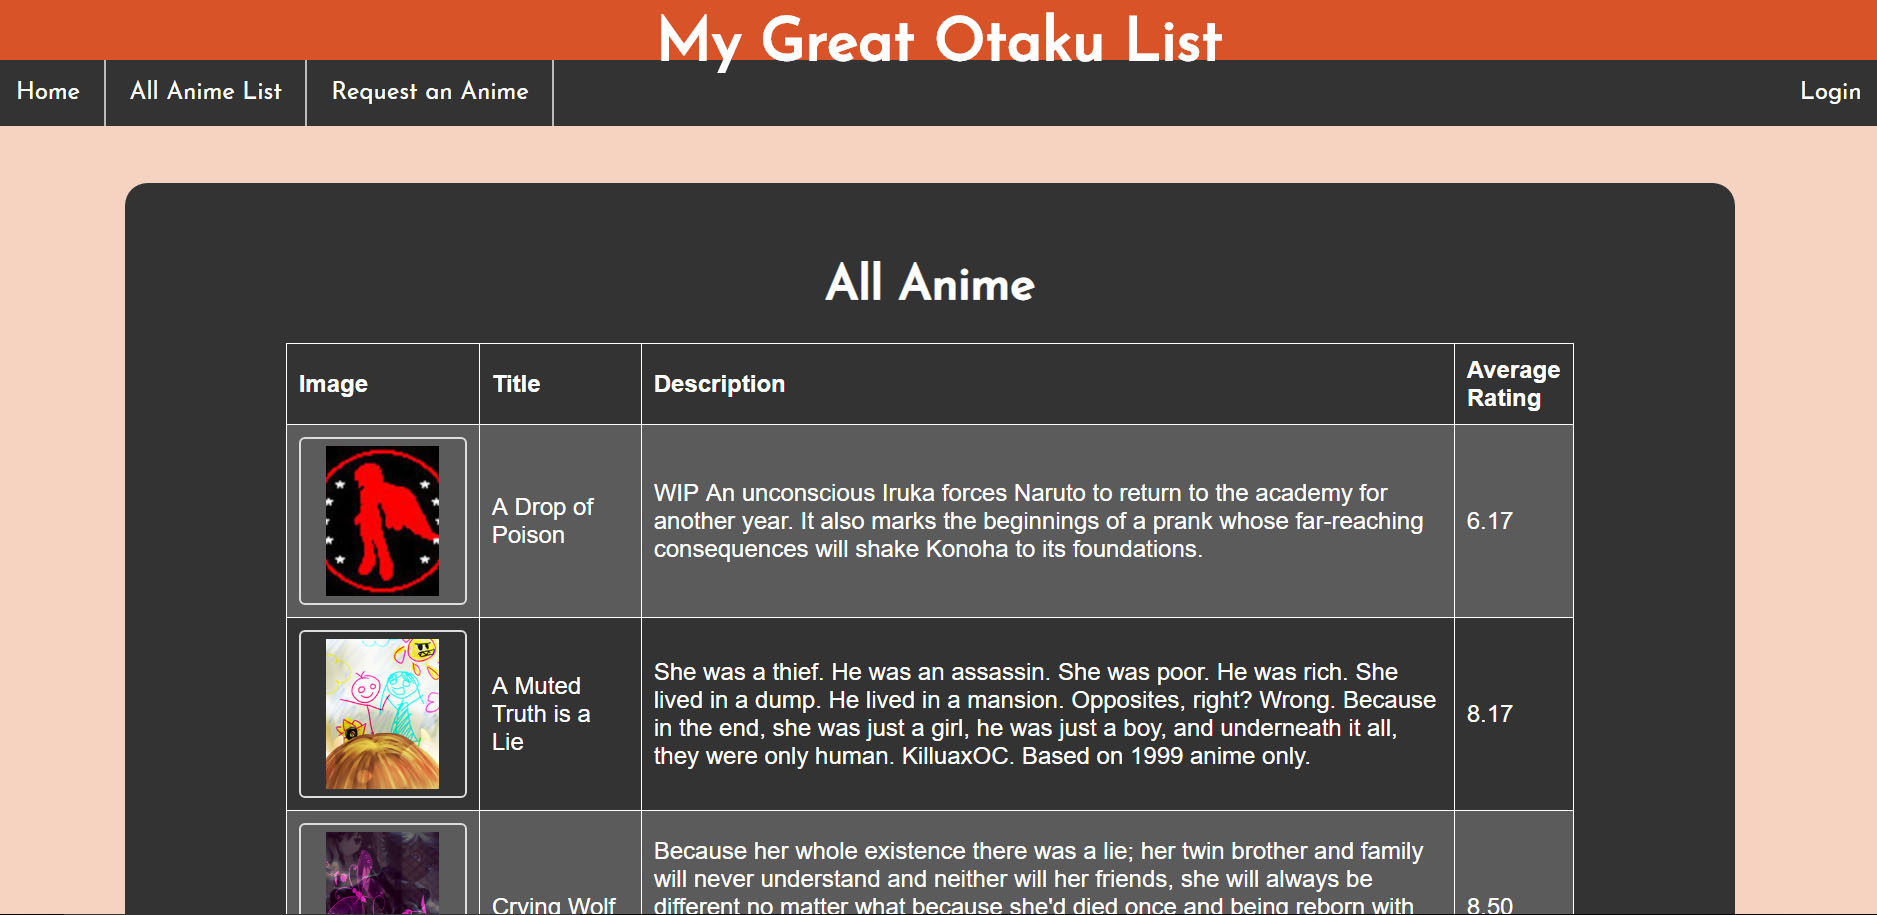 My Great Otaku List
Home
All Anime List
Request an Anime
Login
All Anime
Image
Title
Description
Average
Rating
A Drop of
Poison
WIP An unconscious Iruka forces Naruto to return to the academy for
another year. It also marks the beginnings of a prank whose far-reaching
consequences will shake Konoha to its foundations.
6.17
A Muted
Truth is a
Lie
She was a thief. He was an assassin. She was poor. He was rich. She
lived in a dump. He lived in a mansion. Opposites, right? Wrong. Because
in the end, she was just a girl, he was just a boy, and underneath it all,
they were only human. KilluaxOC. Based on 1999 anime only.
8.17
Crying Wolf
Because her whole existence there was a lie; her twin brother and family
will never understand and neither will her friends, she will always be
different no matter what because she'd died once and being reborn with
8.50